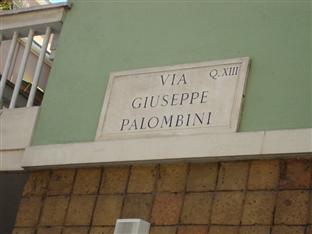 VIA Q. XIII
GIUSEPPE
PALOMBINI